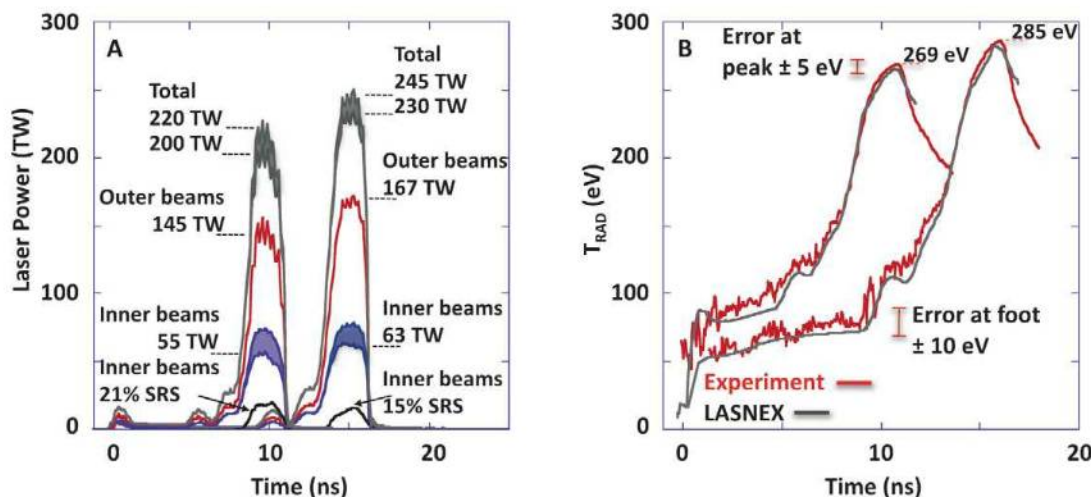 A
300
200
100
0
Laser Power (TW)
0
10
20
Time (ns)
Total
220 TW
200 TW
Outer beams
145 TW
Inner beams
55 TW
Inner beams
21% SRS
Total
245 TW
230 TW
Outer beams
167 TW
Inner beams
63 TW
Inner beams
15% SRS
B
300
200
100
0
T_RAD (eV)
0
10
20
Time (ns)
Error at
peak ± 5 eV
269 eV
285 eV
Error at foot
± 10 eV
Experiment
LASNEX